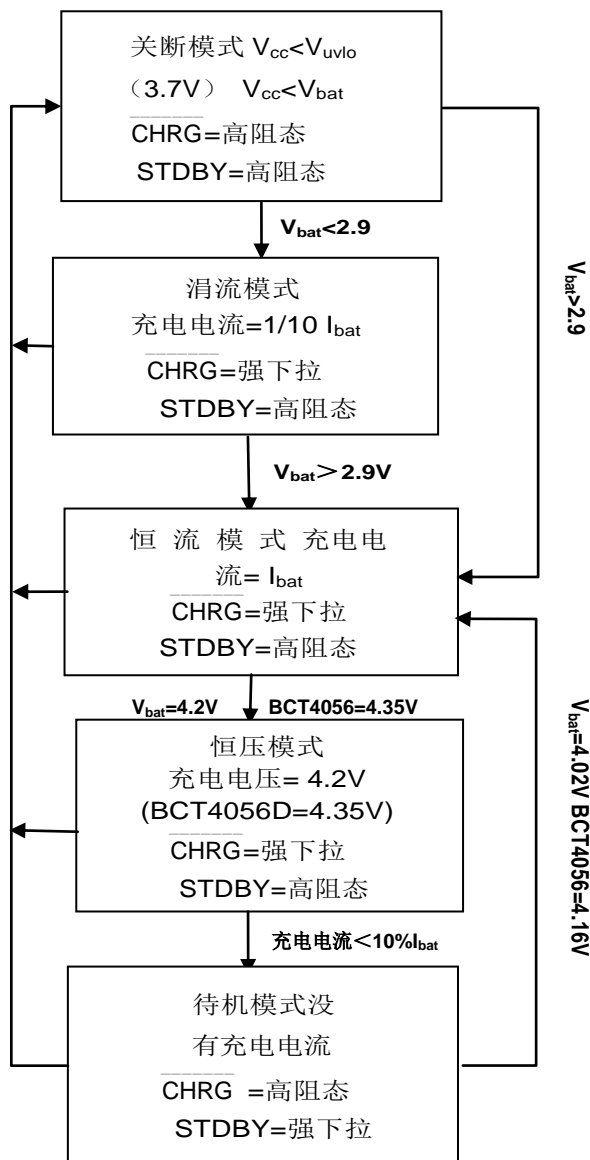 关断模式 Vcc<Vuvlo
（3.7V） Vcc<Vbat
CHRG=高阻态
STDBY=高阻态
Vbat<2.9
Vbat>2.9
涓流模式
充电电流=1/10 Ibat
CHRG=强下拉
STDBY=高阻态
Vbat＞2.9V
恒 流 模 式 充电电
流= Ibat
CHRG=强下拉
STDBY=高阻态
Vbat=4.2V BCT4056=4.35V
恒压模式
充电电压= 4.2V
(BCT4056D=4.35V)
CHRG=强下拉
STDBY=高阻态
Vbat=4.02V BCT4056=4.16V
充电电流＜10%Ibat
待机模式没
有充电电流
CHRG =高阻态
STDBY=强下拉